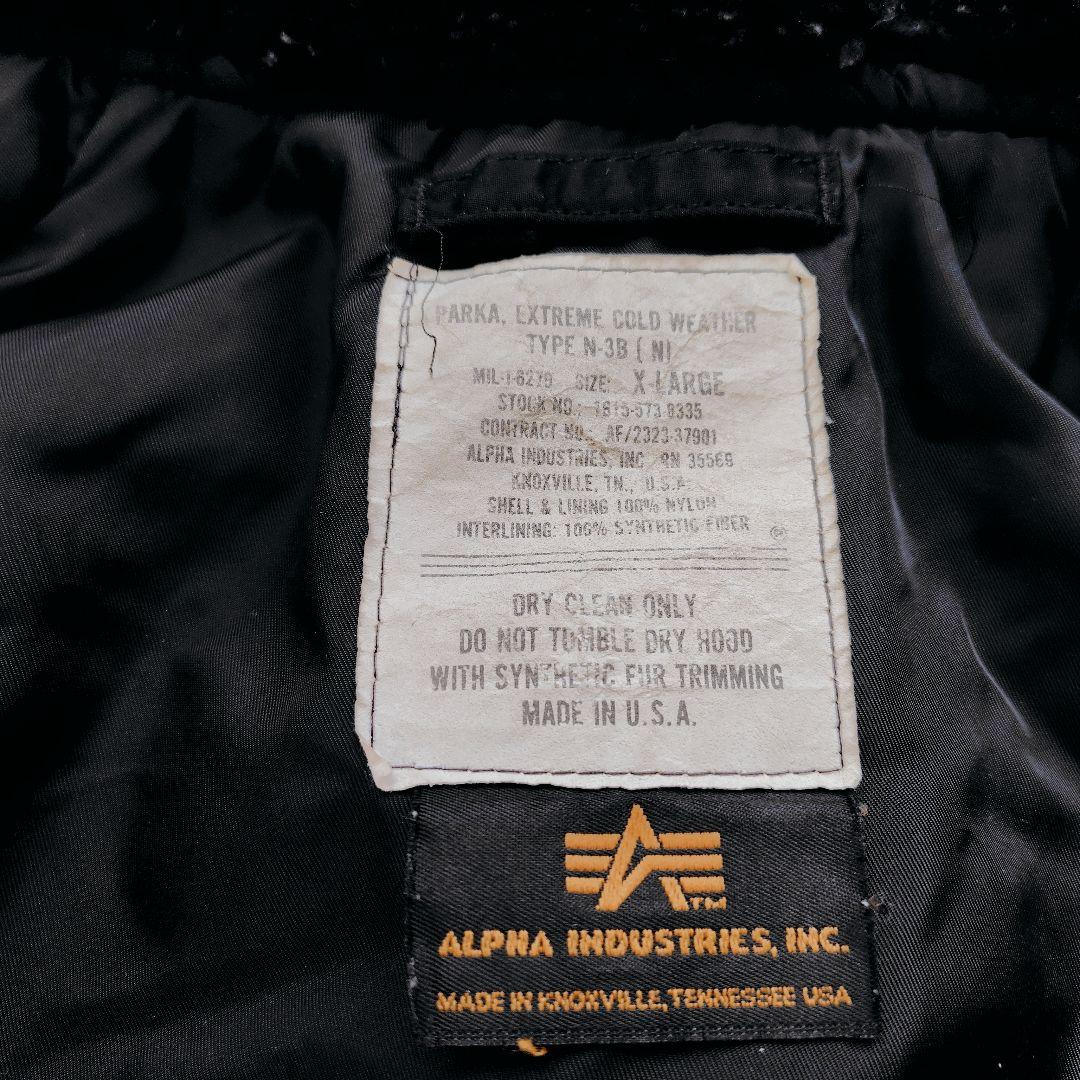 PARKA, EXTREME COLD WEATHER
TYPE N-3B ( N)
MIL-I-6279 SIZE: X-LARGE
STOCK NO.: 1815-573-8335
CONTRACT NO.: AF/2323-37901
ALPHA INDUSTRIES, INC RN 35569
KNOXVILLE, TN., U.S.A.
SHELL & LINING 100% NYLON
INTERLINING: 100% SYNTHETIC FIBER
DRY CLEAN ONLY
DO NOT TUMBLE DRY HOOD
WITH SYNTHETIC FUR TRIMMING
MADE IN U.S.A.
TM
ALPHA INDUSTRIES, INC.
MADE IN KNOXVILLE, TENNESSEE USA